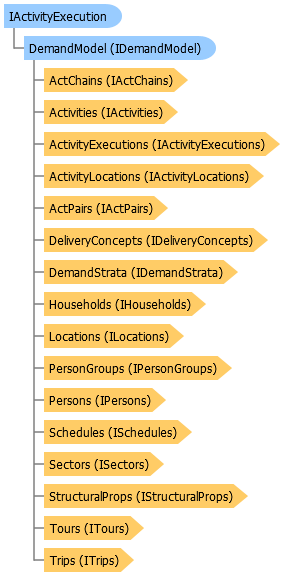 IActivityExecution
DemandModel (IDemandModel)
ActChains (IActChains)
Activities (IActivities)
ActivityExecutions (IActivityExecutions)
ActivityLocations (IActivityLocations)
ActPairs (IActPairs)
DeliveryConcepts (IDeliveryConcepts)
DemandStrata (IDemandStrata)
Households (IHouseholds)
Locations (ILocations)
PersonGroups (IPersonGroups)
Persons (IPersons)
Schedules (ISchedules)
Sectors (ISectors)
StructuralProps (IStructuralProps)
Tours (ITours)
Trips (ITrips)